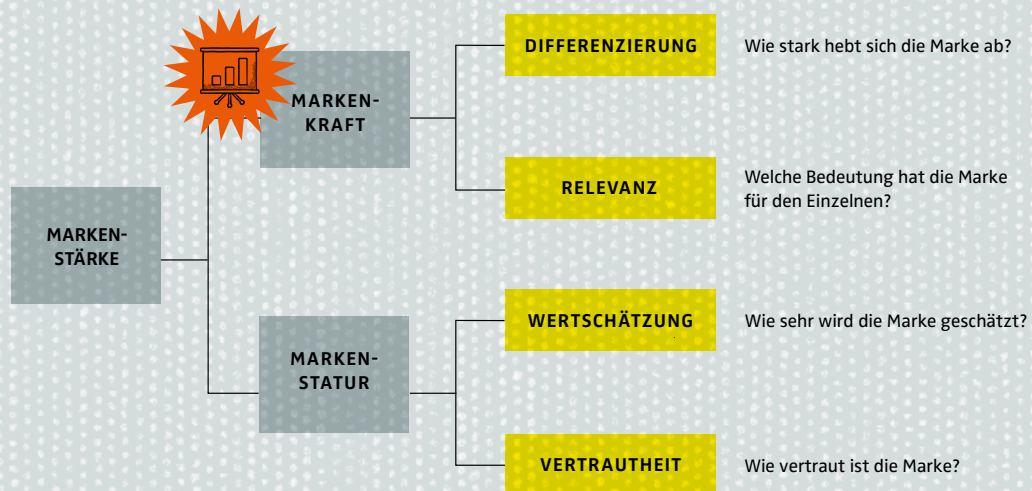 DIFFERENZIERUNG
Wie stark hebt sich die Marke ab?
MARKEN-
KRAFT
RELEVANZ
Welche Bedeutung hat die Marke
für den Einzelnen?
MARKEN-
STÄRKE
WERTSCHÄTZUNG
Wie sehr wird die Marke geschätzt?
MARKEN-
STATUR
VERTRAUTHEIT
Wie vertraut ist die Marke?